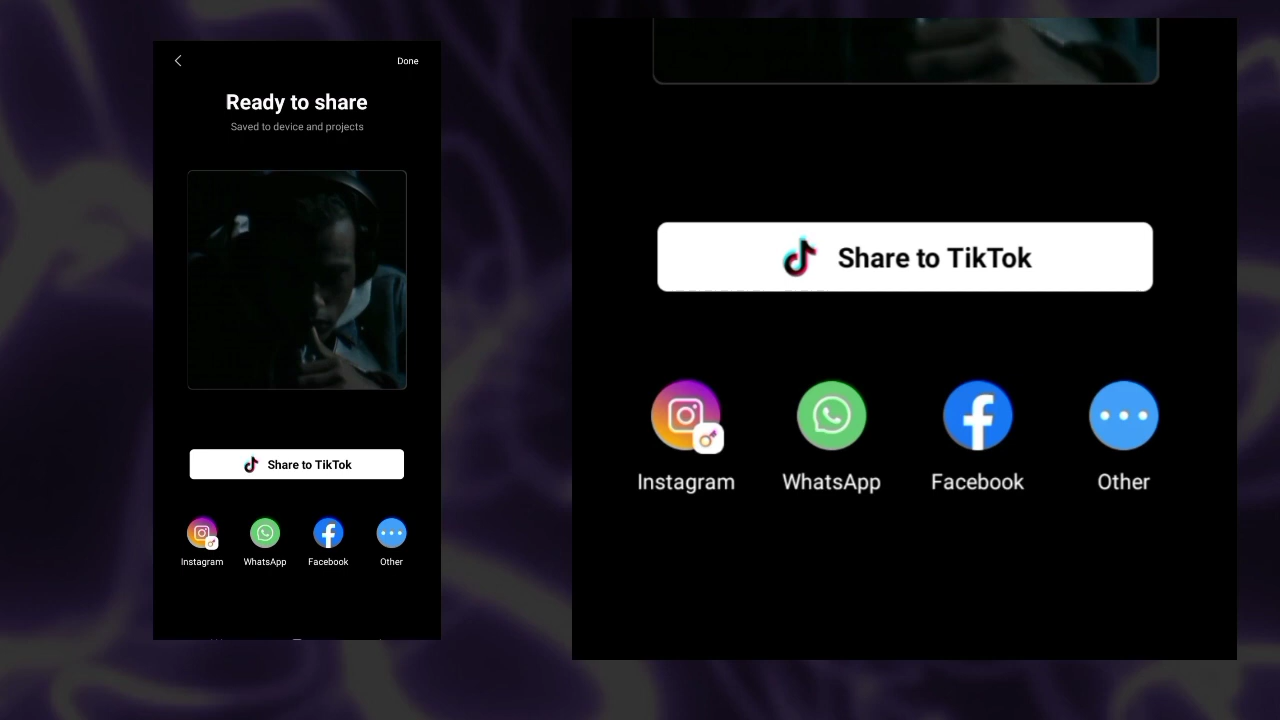 Done
Ready to share
Saved to device and projects
Share to TikTok
Instagram WhatsApp Facebook Other
Share to TikTok
Instagram WhatsApp Facebook Other